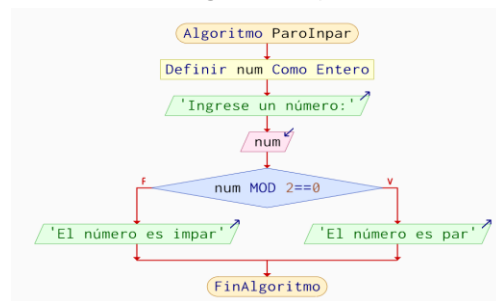 Algoritmo ParoInpar
Definir num Como Entero
'Ingrese un número:'
num
F
num MOD 2==0
V
'El número es impar'
'El número es par'
FinAlgoritmo